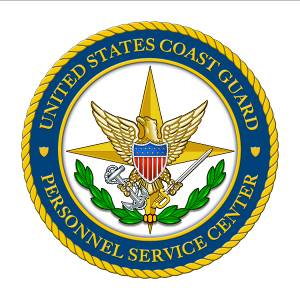 UNITED STATES COAST GUARD
PERSONNEL SERVICE CENTER